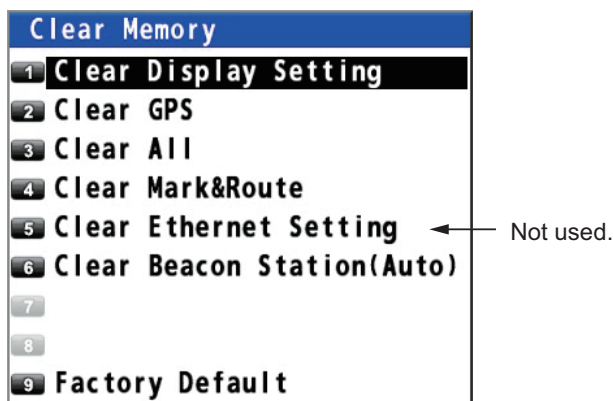 Clear Memory
1 Clear Display Setting
2 Clear GPS
3 Clear All
4 Clear Mark&Route
5 Clear Ethernet Setting Not used.
6 Clear Beacon Station(Auto)
7
8
9 Factory Default